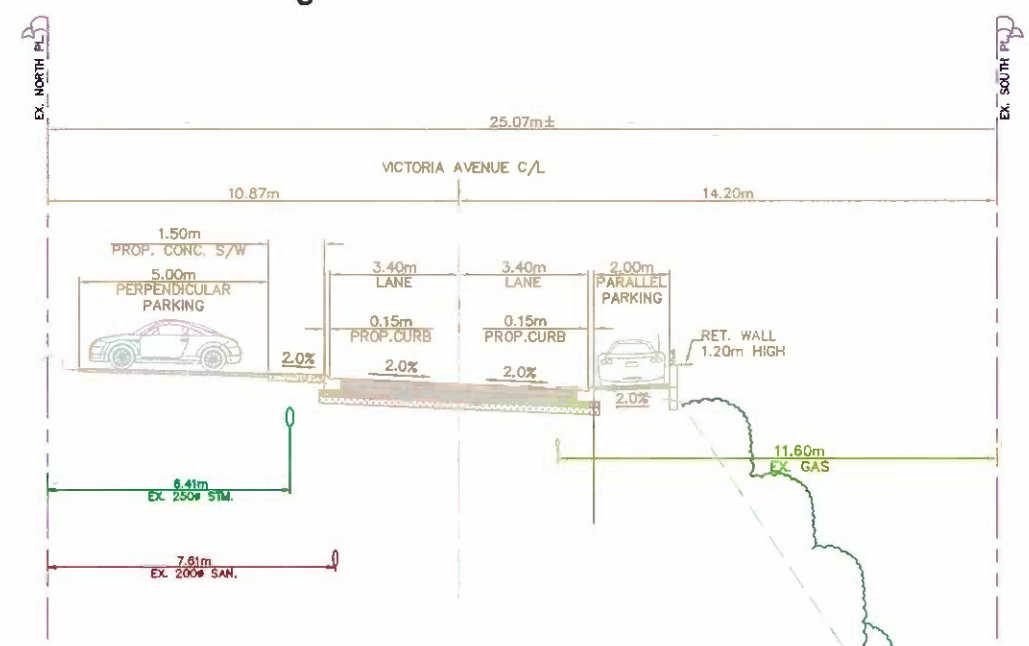 EX. NORTH PL.
EX. SOUTH PL.
25.07m±
VICTORIA AVENUE C/L
10.87m
14.20m
1.50m
PROP. CONC. S/W
5.00m
PERPENDICULAR
PARKING
3.40m
LANE
3.40m
LANE
2.00m
PARALLEL
PARKING
0.15m
PROP.CURB
0.15m
PROP.CURB
RET. WALL
1.20m HIGH
2.0%
2.0%
2.0%
2.0%
11.60m
EX. GAS
6.41m
EX. 250ø STM.
7.61m
EX. 200ø SAN.